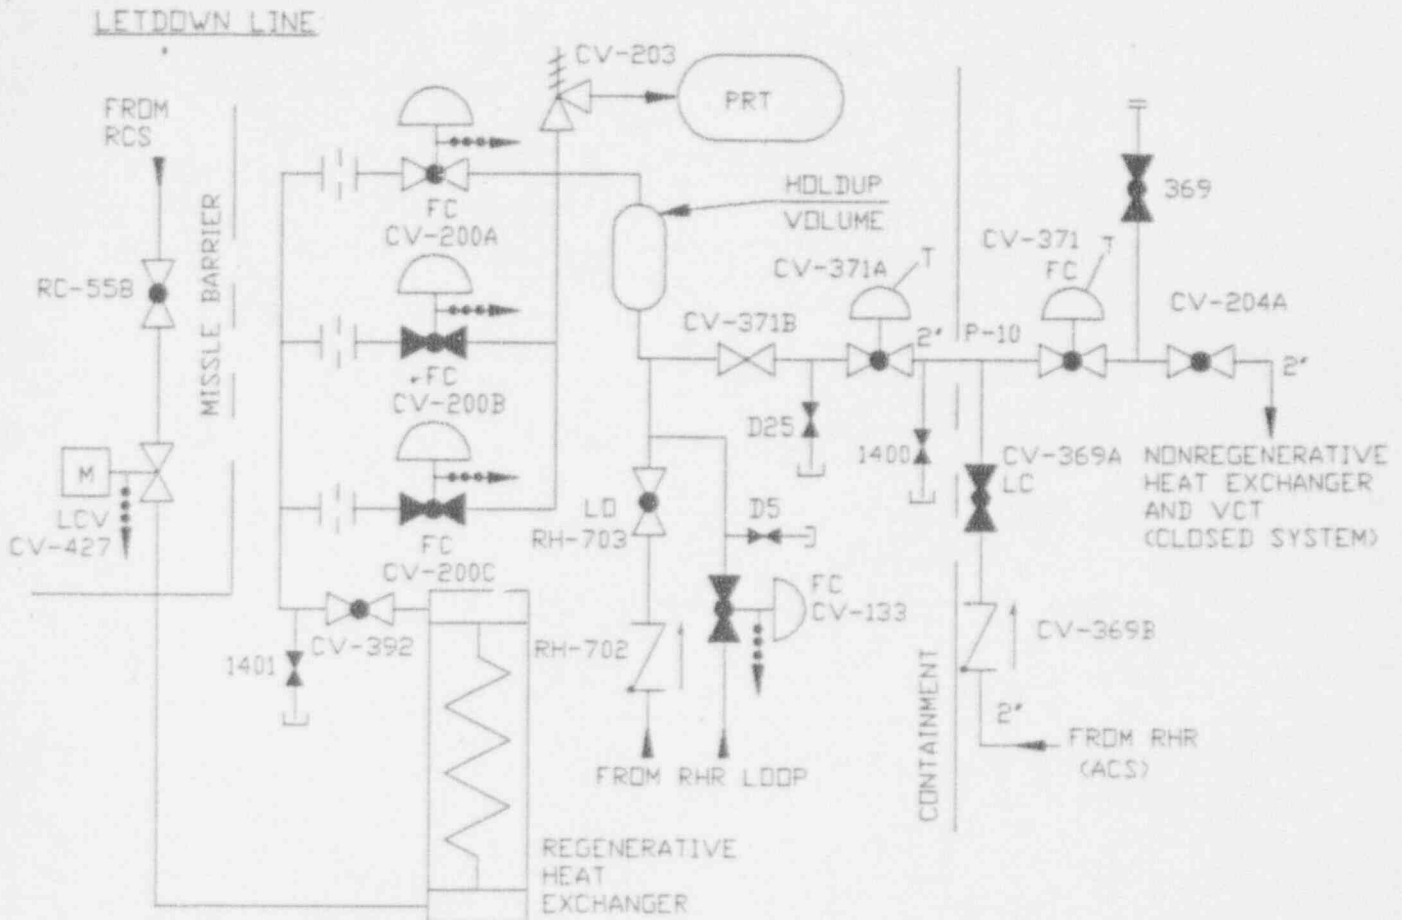 LETDOWN LINE
FROM
RCS
MISSLE BARRIER
RC-558
M
LCV
CV-427
FC
CV-200A
FC
CV-200B
FC
CV-200C
CV-392
1401
REGENERATIVE
HEAT
EXCHANGER
CV-203
PRT
HOLDUP
VOLUME
CV-371B
CV-371A
T
2"
D25
1400
LO
RH-703
D5
FC
CV-133
RH-702
FROM RHR LOOP
CONTAINMENT
P-10
CV-371
T
FC
369
CV-204A
2"
CV-369A
LC
NONREGENERATIVE
HEAT EXCHANGER
AND VCT
(CLOSED SYSTEM)
CV-369B
2"
FROM RHR
(ACS)